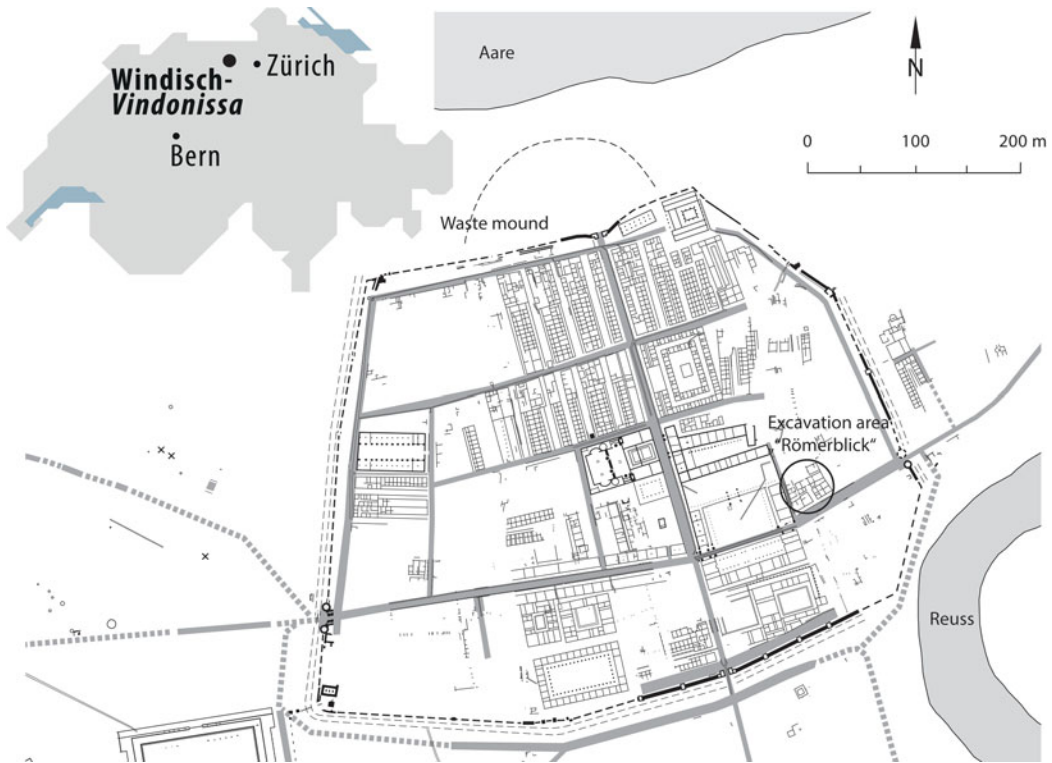 Aare
N
Zürich
Windisch-
Vindonissa
Bern
0 100 200 m
Waste mound
Excavation area
"Römerblick"
Reuss